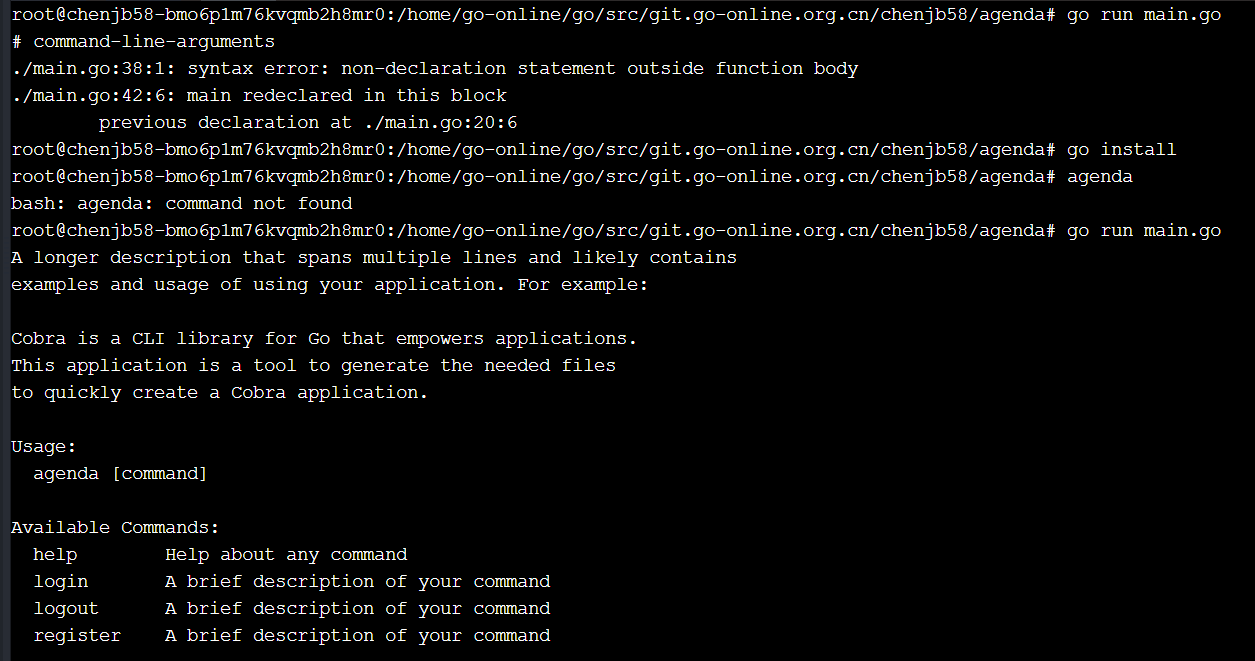 root@chenjb58-bmo6p1m76kvqmb2h8mr0:/home/go-online/go/src/git.go-online.org.cn/chenjb58/agenda# go run main.go
# command-line-arguments
./main.go:38:1: syntax error: non-declaration statement outside function body
./main.go:42:6: main redeclared in this block
        previous declaration at ./main.go:20:6
root@chenjb58-bmo6p1m76kvqmb2h8mr0:/home/go-online/go/src/git.go-online.org.cn/chenjb58/agenda# go install
root@chenjb58-bmo6p1m76kvqmb2h8mr0:/home/go-online/go/src/git.go-online.org.cn/chenjb58/agenda# agenda
bash: agenda: command not found
root@chenjb58-bmo6p1m76kvqmb2h8mr0:/home/go-online/go/src/git.go-online.org.cn/chenjb58/agenda# go run main.go
A longer description that spans multiple lines and likely contains
examples and usage of using your application. For example:

Cobra is a CLI library for Go that empowers applications.
This application is a tool to generate the needed files
to quickly create a Cobra application.

Usage:
  agenda [command]

Available Commands:
  help        Help about any command
  login       A brief description of your command
  logout      A brief description of your command
  register    A brief description of your command